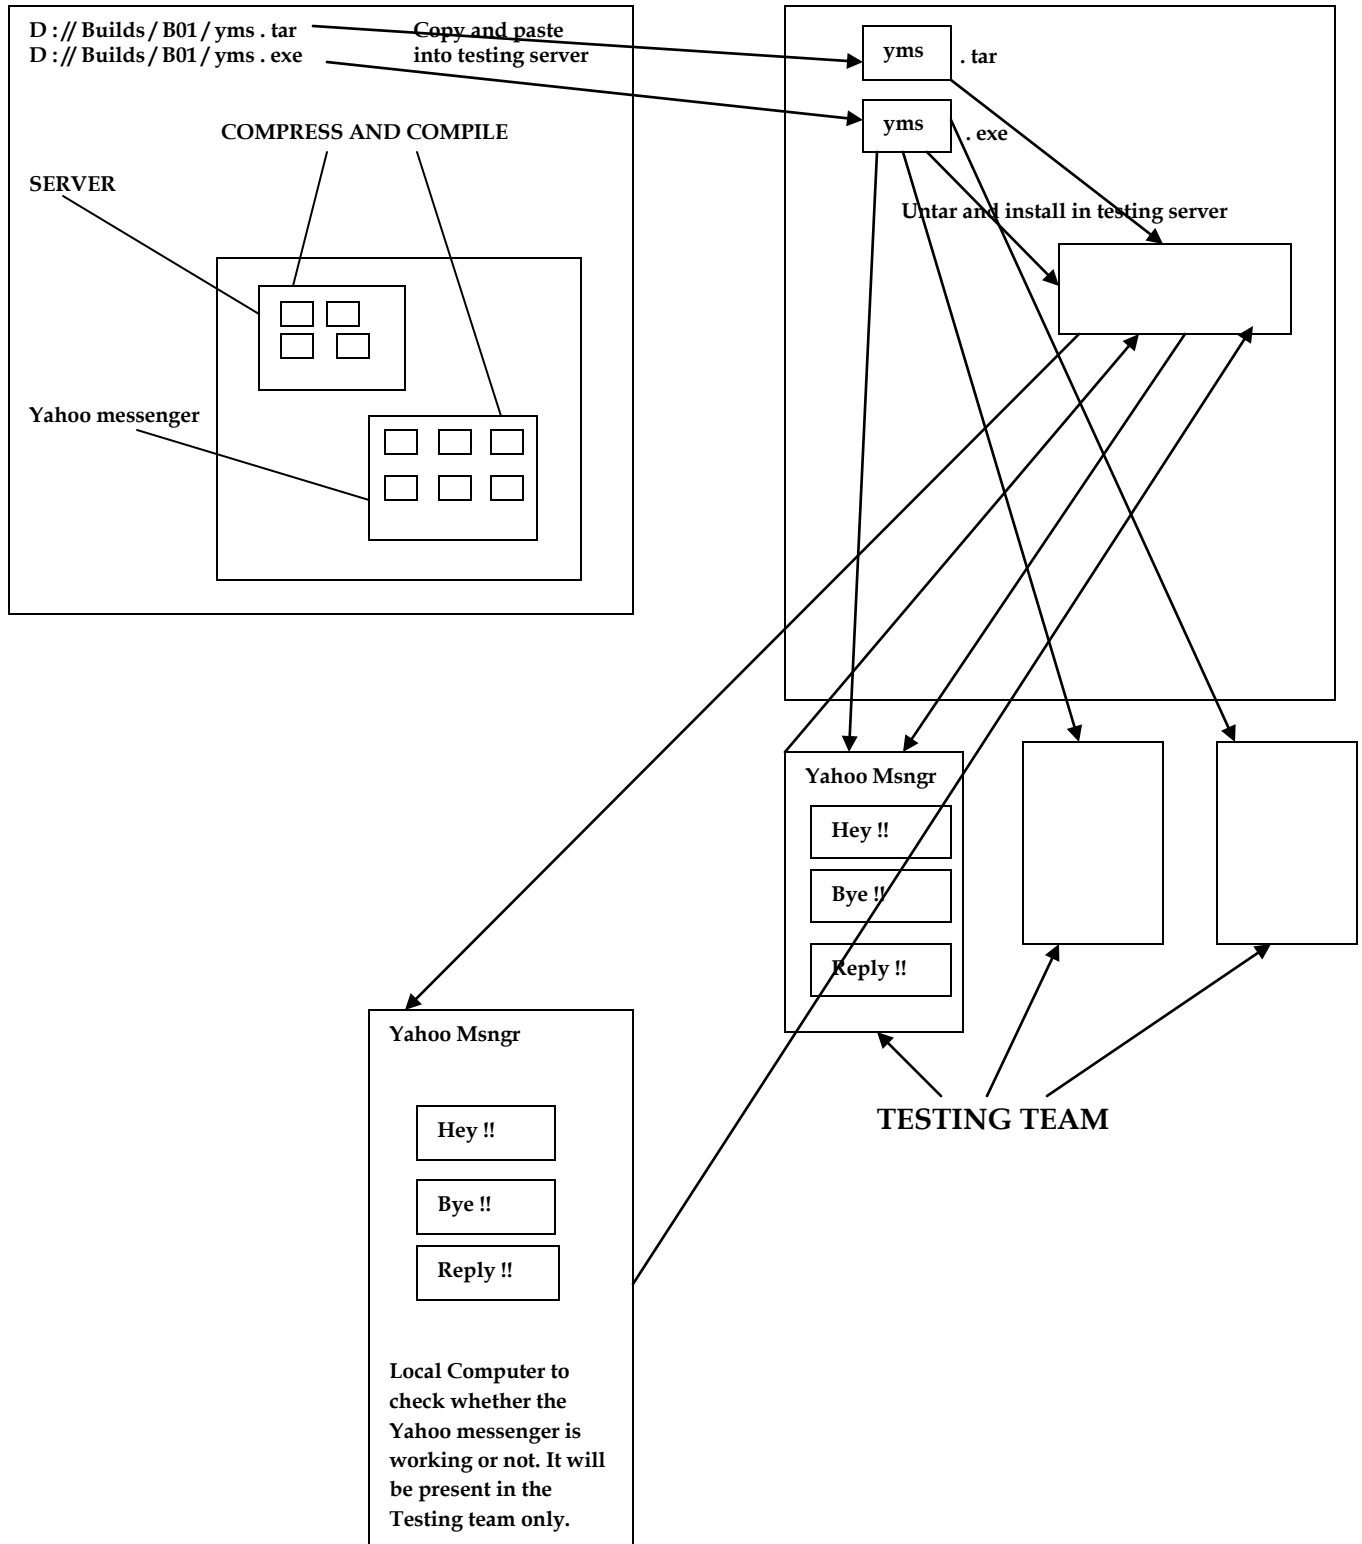 D : // Builds / B01 / yms . tar
D : // Builds / B01 / yms . exe
Copy and paste
into testing server
COMPRESS AND COMPILE
SERVER
Yahoo messenger
yms
. tar
yms
. exe
Untar and install in testing server
Yahoo Msngr
Hey !!
Bye !!
Reply !!
TESTING TEAM
Yahoo Msngr
Hey !!
Bye !!
Reply !!
Local Computer to
check whether the
Yahoo messenger is
working or not. It will
be present in the
Testing team only.